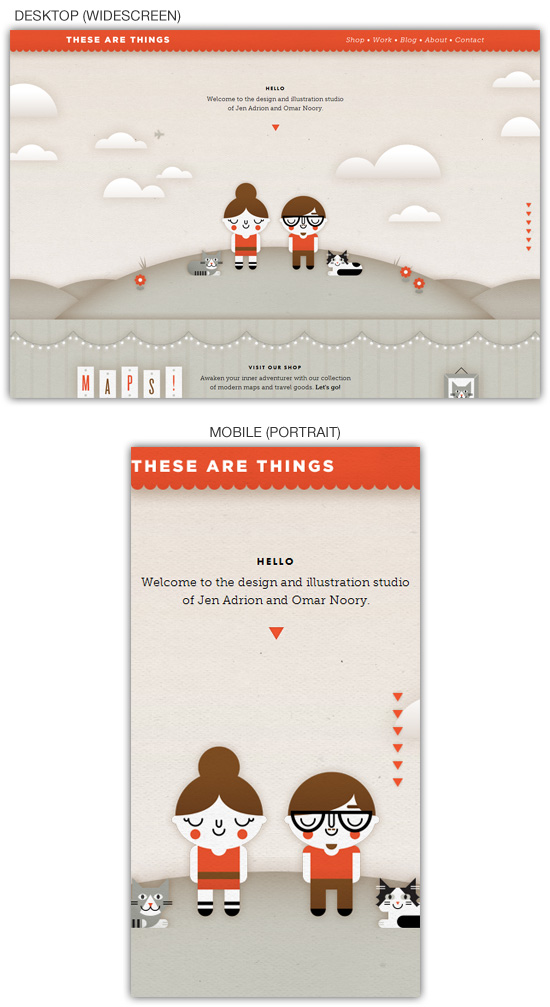 DESKTOP (WIDESCREEN)
THESE ARE THINGS
Shop • Work • Blog • About • Contact
HELLO
Welcome to the design and illustration studio
of Jen Adrion and Omar Noory.
MAPS!
VISIT OUR SHOP
Awaken your inner adventurer with our collection
of modern maps and travel goods. Let's go!
MOBILE (PORTRAIT)
THESE ARE THINGS
HELLO
Welcome to the design and illustration studio
of Jen Adrion and Omar Noory.